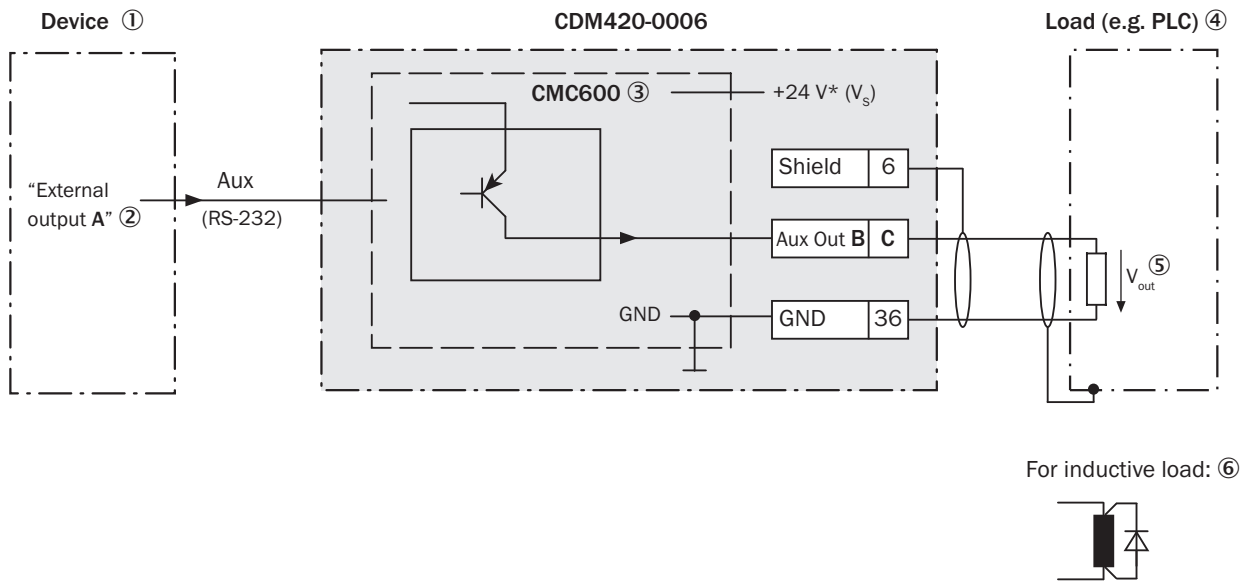 Device ①
CDM420-0006
Load (e.g. PLC) ④
CMC600 ③
+24 V* (Vs)
Shield 6
"External
output A" ②
Aux
(RS-232)
Aux Out B C
Vout ⑤
GND
GND 36
For inductive load: ⑥